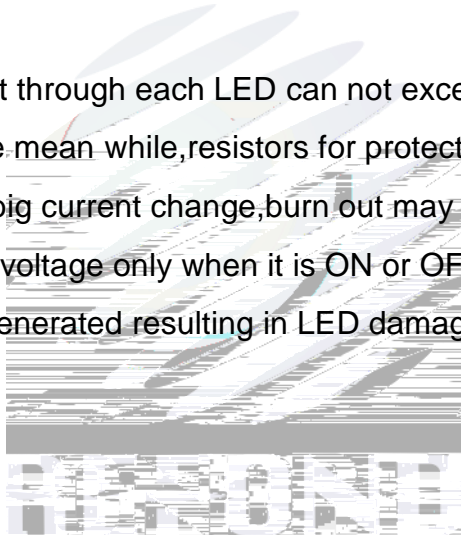 t through each LED can not exce
e mean while,resistors for protect
big current change,burn out may
voltage only when it is ON or OF
enerated resulting in LED damag